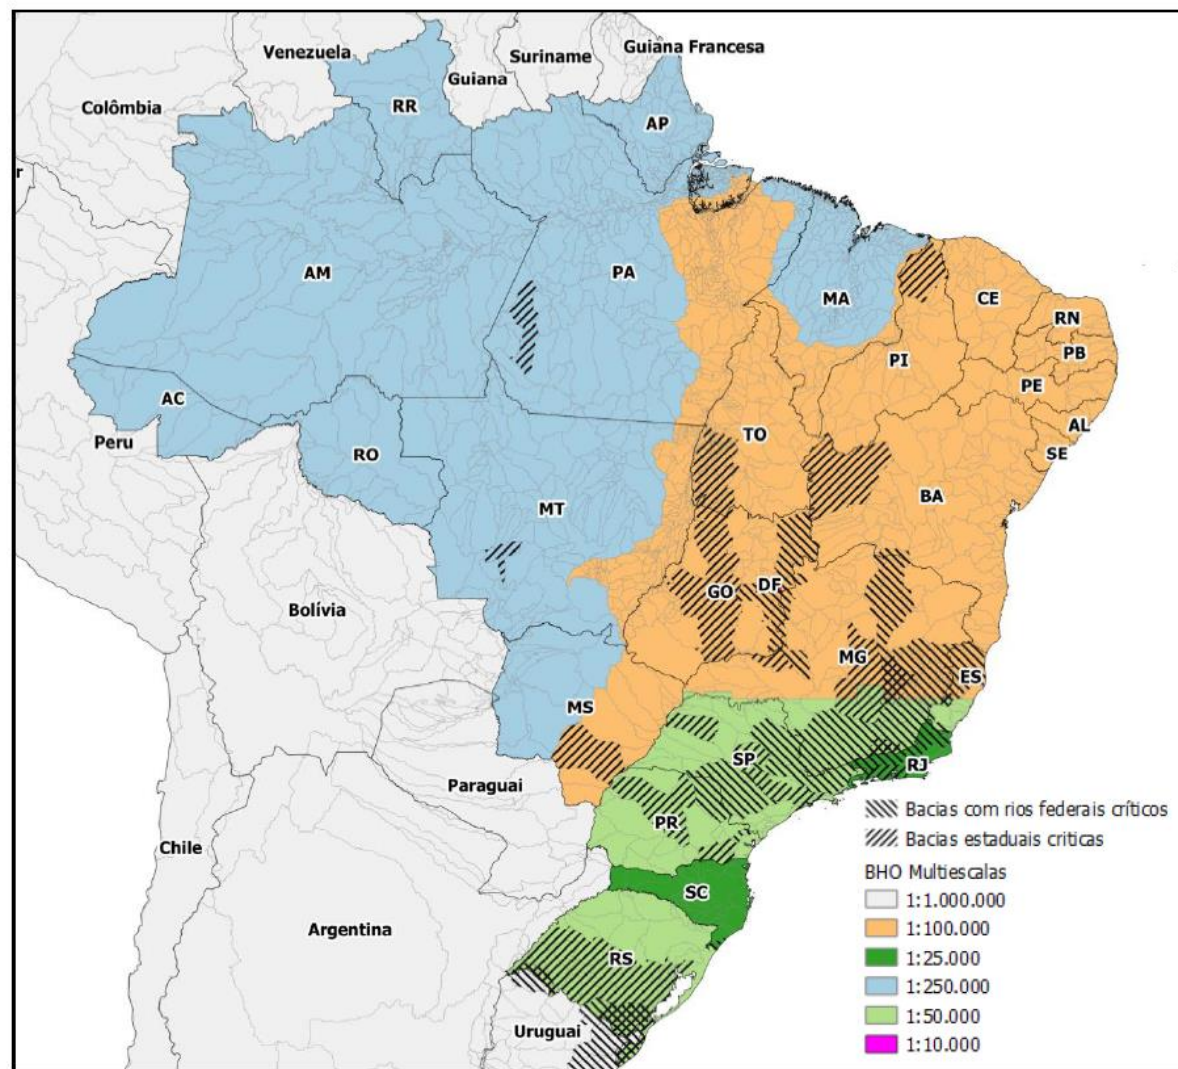 Guiana Francesa
Venezuela
Suriname
Guiana
Colômbia
RR
AP
r
AM
PA
MA
CE
RN
PB
PI
PE
AC
AL
Peru
RO
TO
SE
BA
MT
Bolívia
GO
DF
MG
ES
MS
SP
RJ
Paraguai
PR
Chile
SC
Argentina
RS
Uruguai
Bacias com rios federais críticos
Bacias estaduais criticas
BHO Multiescalas
1:1.000.000
1:100.000
1:25.000
1:250.000
1:50.000
1:10.000